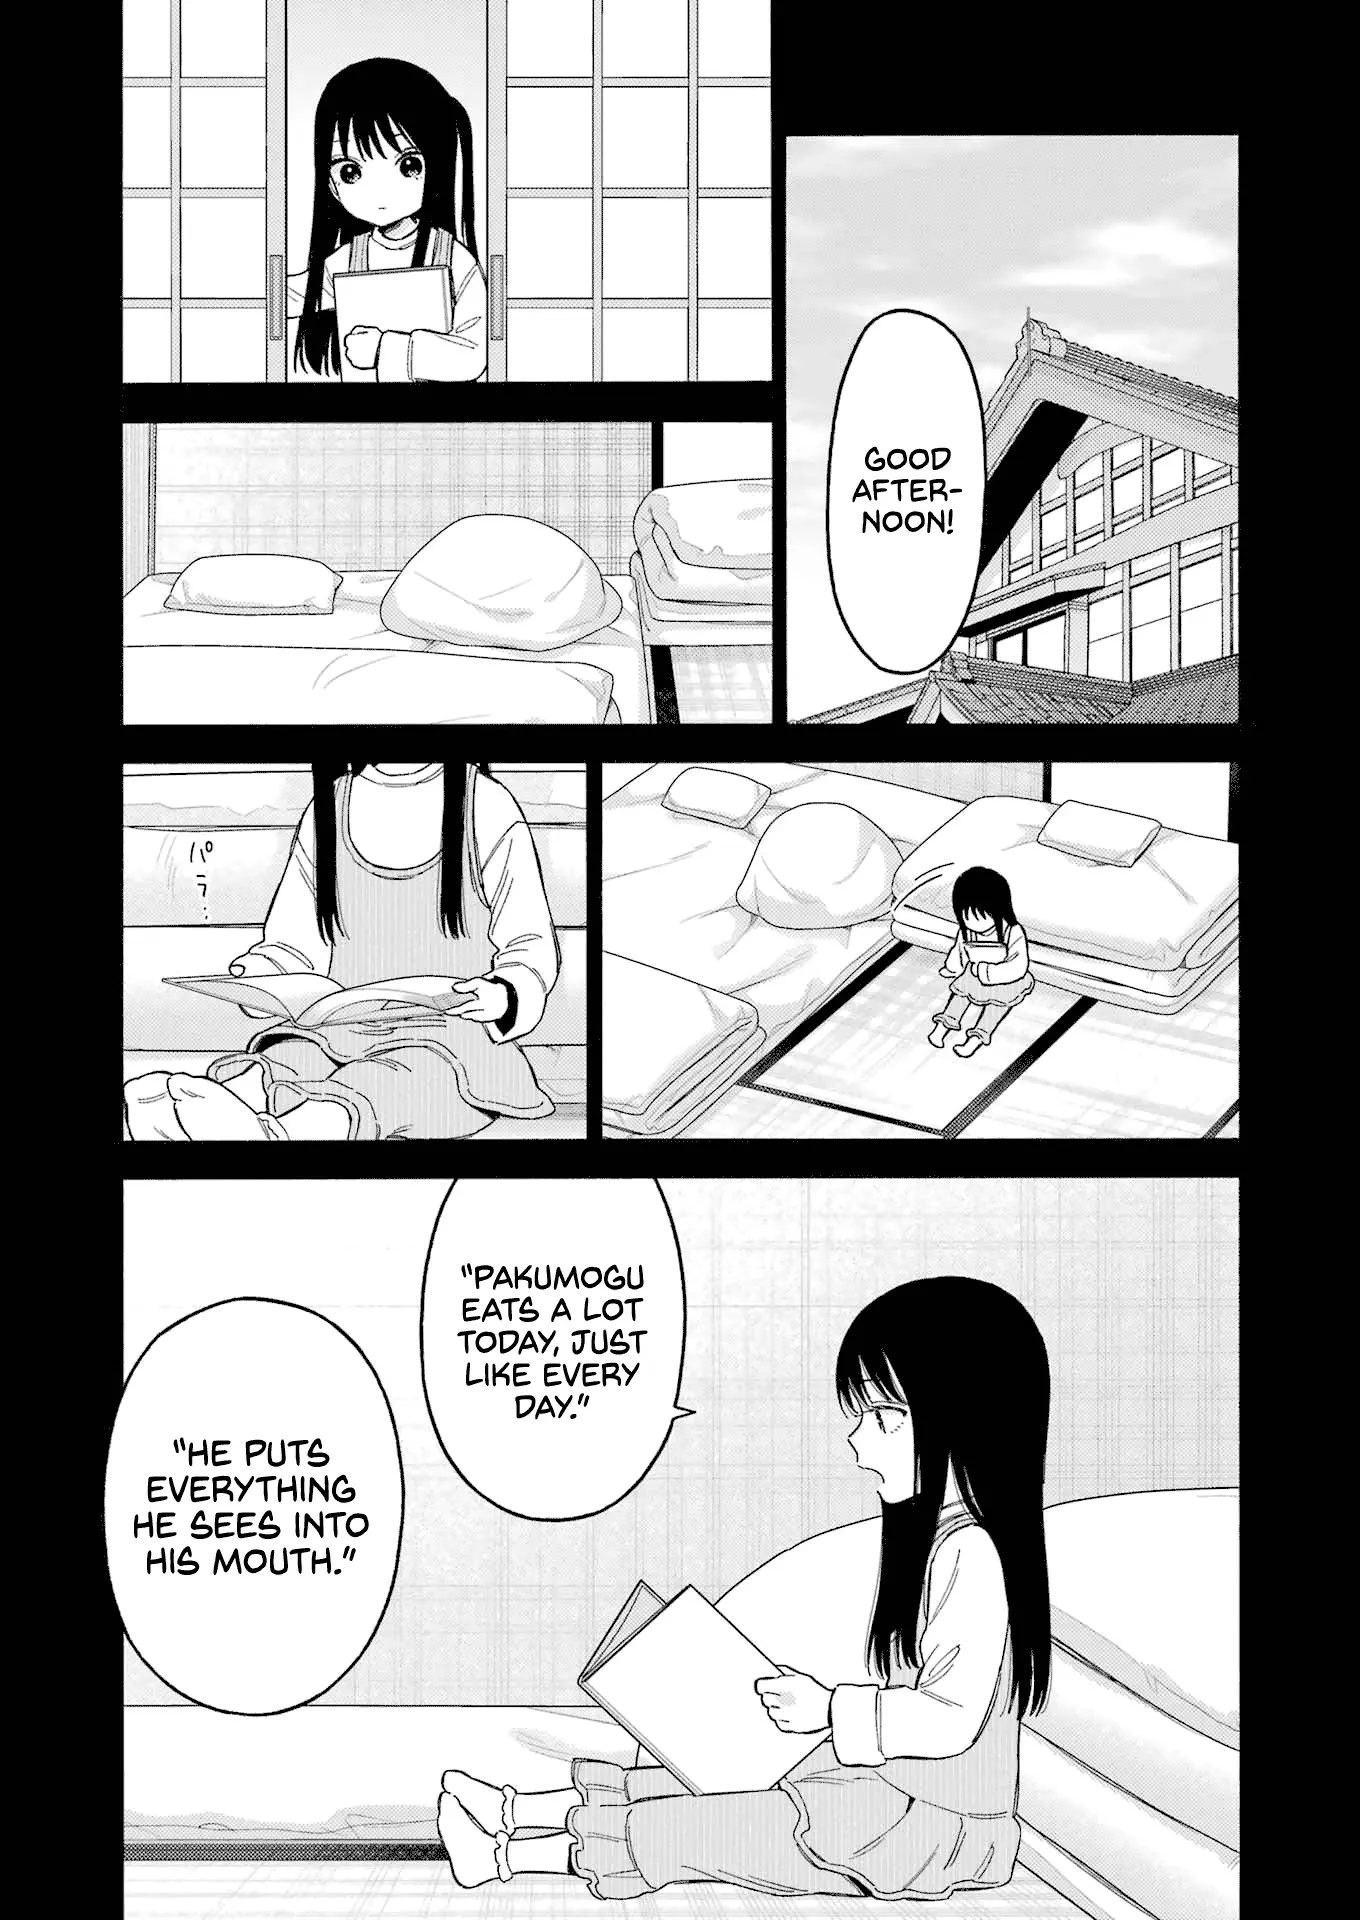 GOOD
AFTER-
NOON!
パラ…
"PAKUMOGU
EATS A LOT
TODAY, JUST
LIKE EVERY
DAY."
"HE PUTS
EVERYTHING
HE SEES INTO
HIS MOUTH."